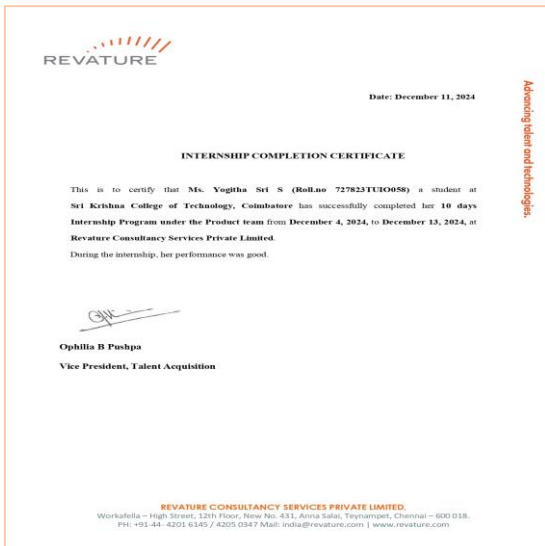 REVATURE
Date: December 11, 2024
Advancing talent and technologies.
INTERNSHIP COMPLETION CERTIFICATE
This is to certify that Ms. Yogitha Sri S (Roll.no 727823TUIO058) a student at
Sri Krishna College of Technology, Coimbatore has successfully completed her 10 days
Internship Program under the Product team from December 4, 2024, to December 13, 2024, at
Revature Consultancy Services Private Limited.
During the internship, her performance was good.
Ophilia B Pushpa
Vice President, Talent Acquisition
REVATURE CONSULTANCY SERVICES PRIVATE LIMITED.
Workafella – High Street, 12th Floor, New No. 431, Anna Salai, Teynampet, Chennai – 600 018.
PH: +91-44- 4201 6145 / 4205 0347 Mail: india@revature.com | www.revature.com